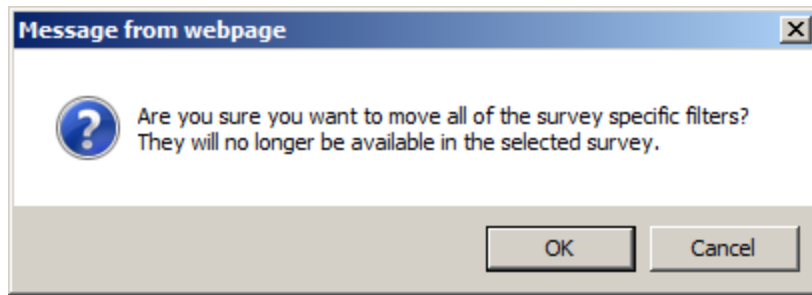 Message from webpage
Are you sure you want to move all of the survey specific filters?
They will no longer be available in the selected survey.
OK
Cancel